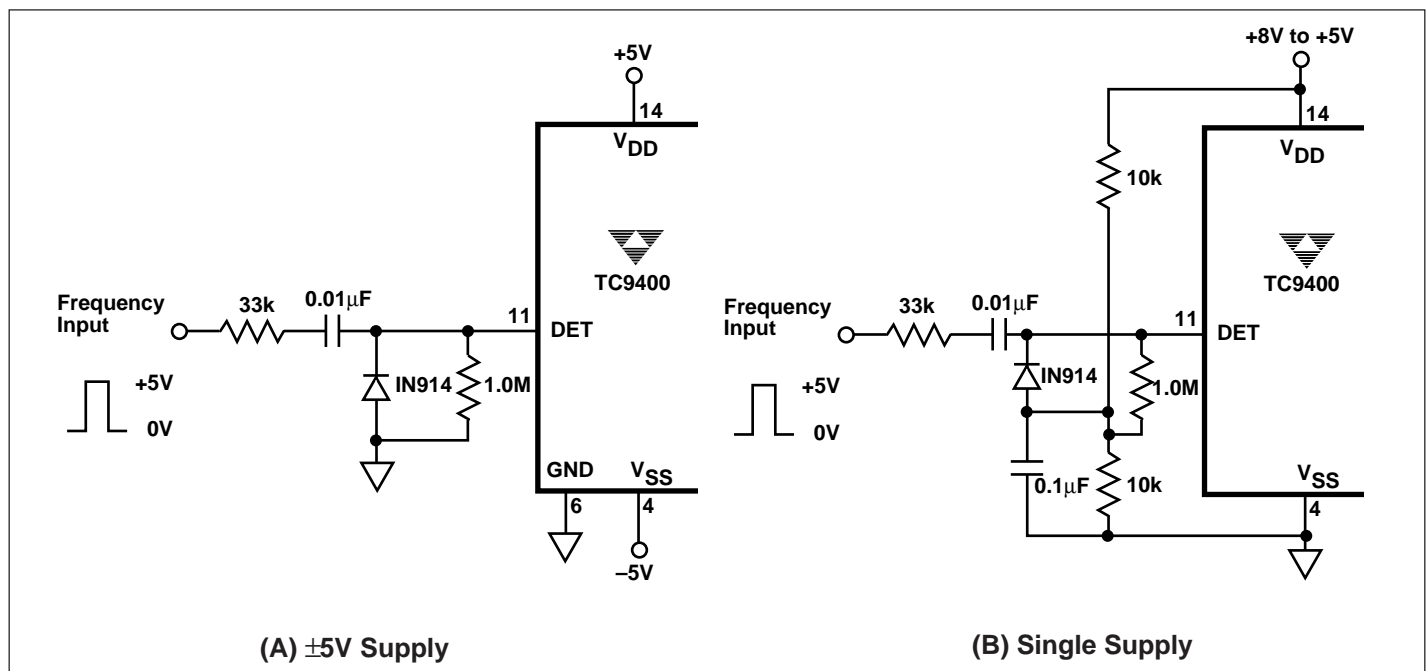 +5V
14
V_DD
TC9400
Frequency
Input
33k
0.01μF
11
DET
IN914
1.0M
+5V
0V
GND
V_SS
6
4
–5V
(A) ±5V Supply
+8V to +5V
14
V_DD
10k
TC9400
Frequency
Input
33k
0.01μF
11
DET
IN914
1.0M
+5V
0V
0.1μF
10k
V_SS
4
(B) Single Supply